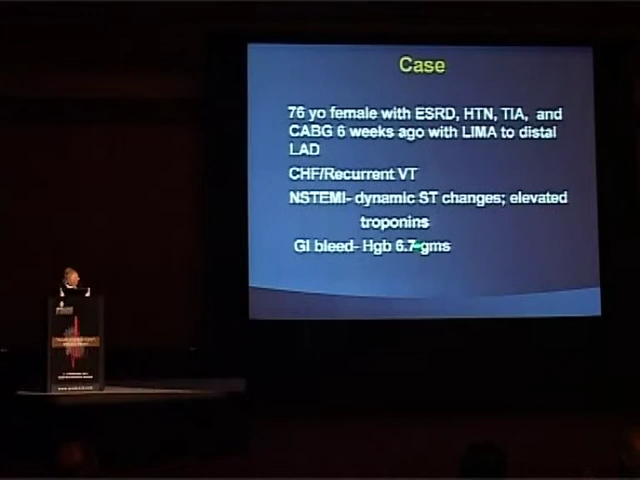 Case
76 yo female with ESRD, HTN, TIA, and
CABG 6 weeks ago with LIMA to distal
LAD
CHF/Recurrent VT
NSTEMI- dynamic ST changes; elevated
troponins
GI bleed- Hgb 6.7 gms